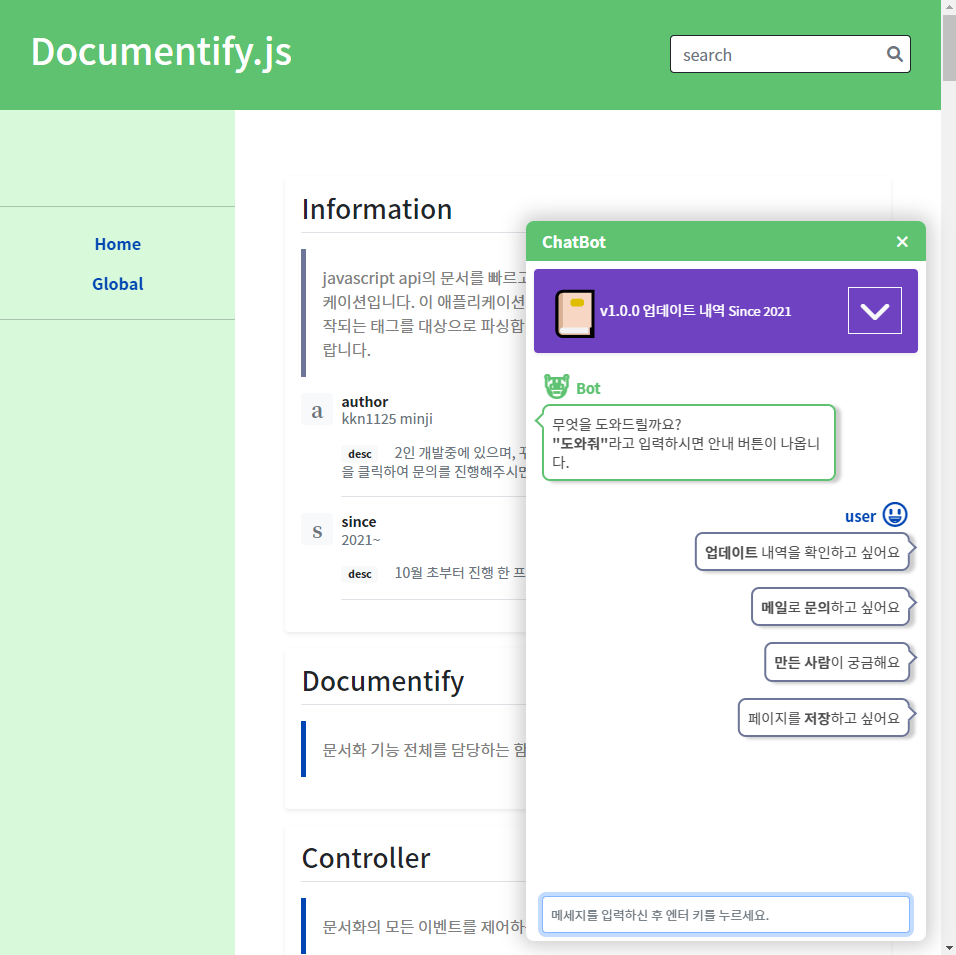 Documentify.js
search
Home
Global
Information
javascript api의 문서를 빠르고
케이션입니다. 이 애플리케이션
작되는 태그를 대상으로 파싱합
랍니다.
a
author
kkn1125 minji
desc 2인 개발중에 있으며,
을 클릭하여 문의를 진행해주시면
s
since
2021~
desc 10월 초부터 진행 한 프
Documentify
문서화 기능 전체를 담당하는 함
Controller
문서화의 모든 이벤트를 제어하
ChatBot ×
v1.0.0 업데이트 내역 Since 2021
Bot
무엇을 도와드릴까요?
"도와줘"라고 입력하시면 안내 버튼이 나옵니
다.
user
업데이트 내역을 확인하고 싶어요
메일로 문의하고 싶어요
만든 사람이 궁금해요
페이지를 저장하고 싶어요
메세지를 입력하신 후 엔터 키를 누르세요.